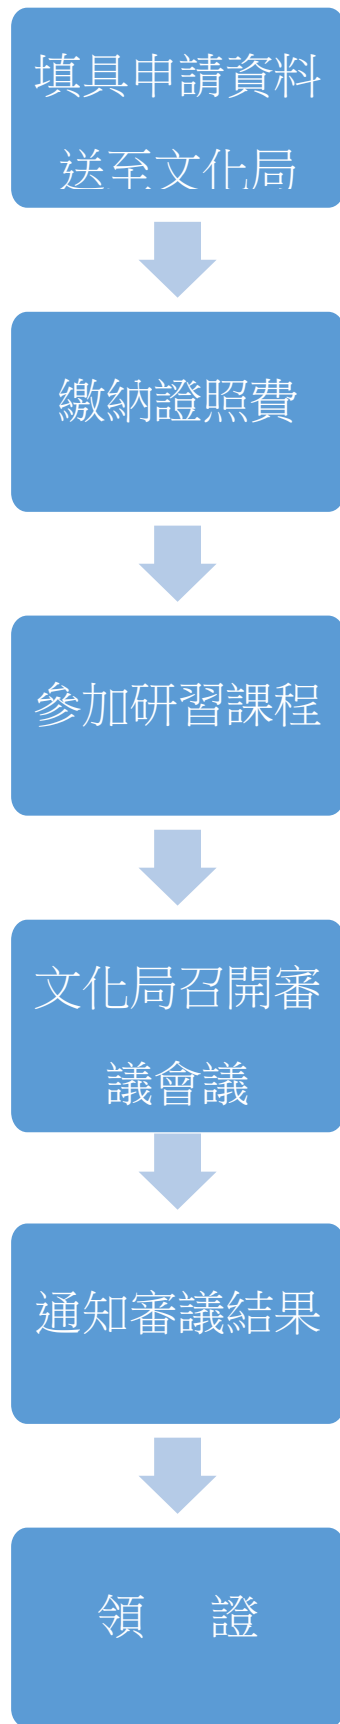 填具申請資料
送至文化局
繳納證照費
參加研習課程
文化局召開審
議會議
通知審議結果
領　證